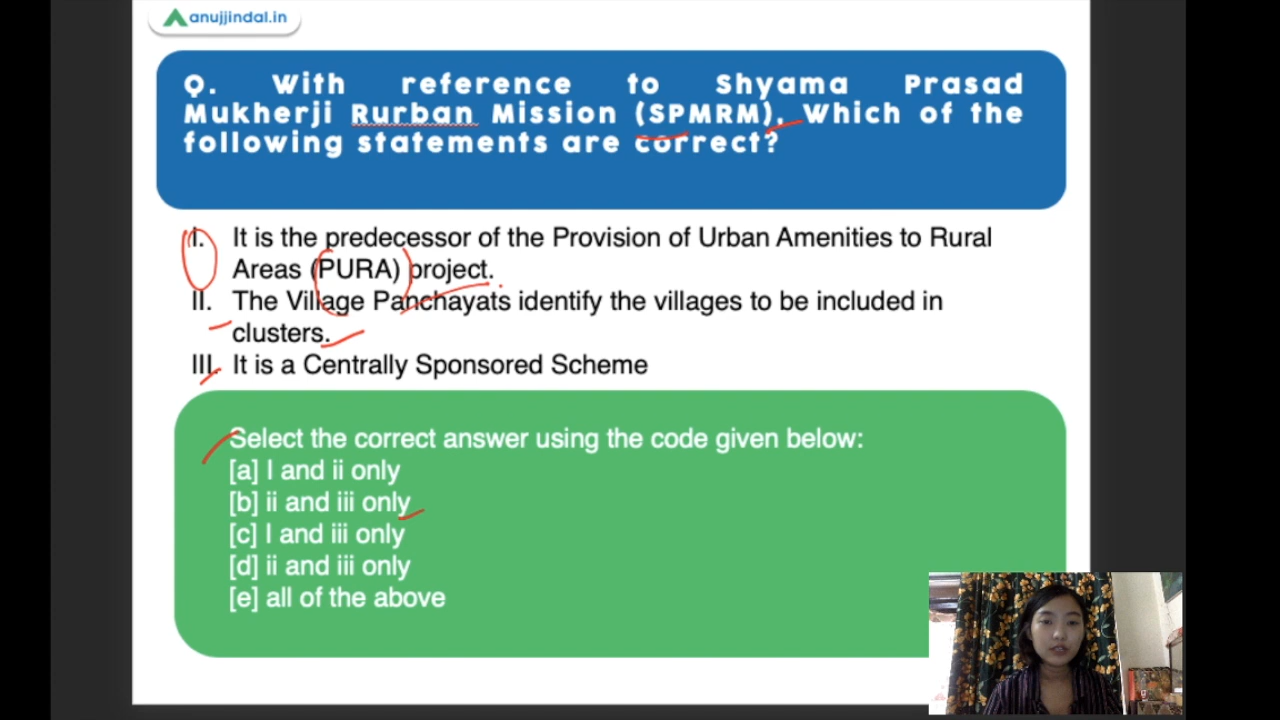 anujjindal.in
Q. With reference to Shyama Prasad
Mukherji Rurban Mission (SPMRM), Which of the
following statements are correct?
I. It is the predecessor of the Provision of Urban Amenities to Rural
Areas (PURA) project.
II. The Village Panchayats identify the villages to be included in
clusters.
III. It is a Centrally Sponsored Scheme
Select the correct answer using the code given below:
[a] I and ii only
[b] ii and iii only
[c] I and iii only
[d] ii and iii only
[e] all of the above